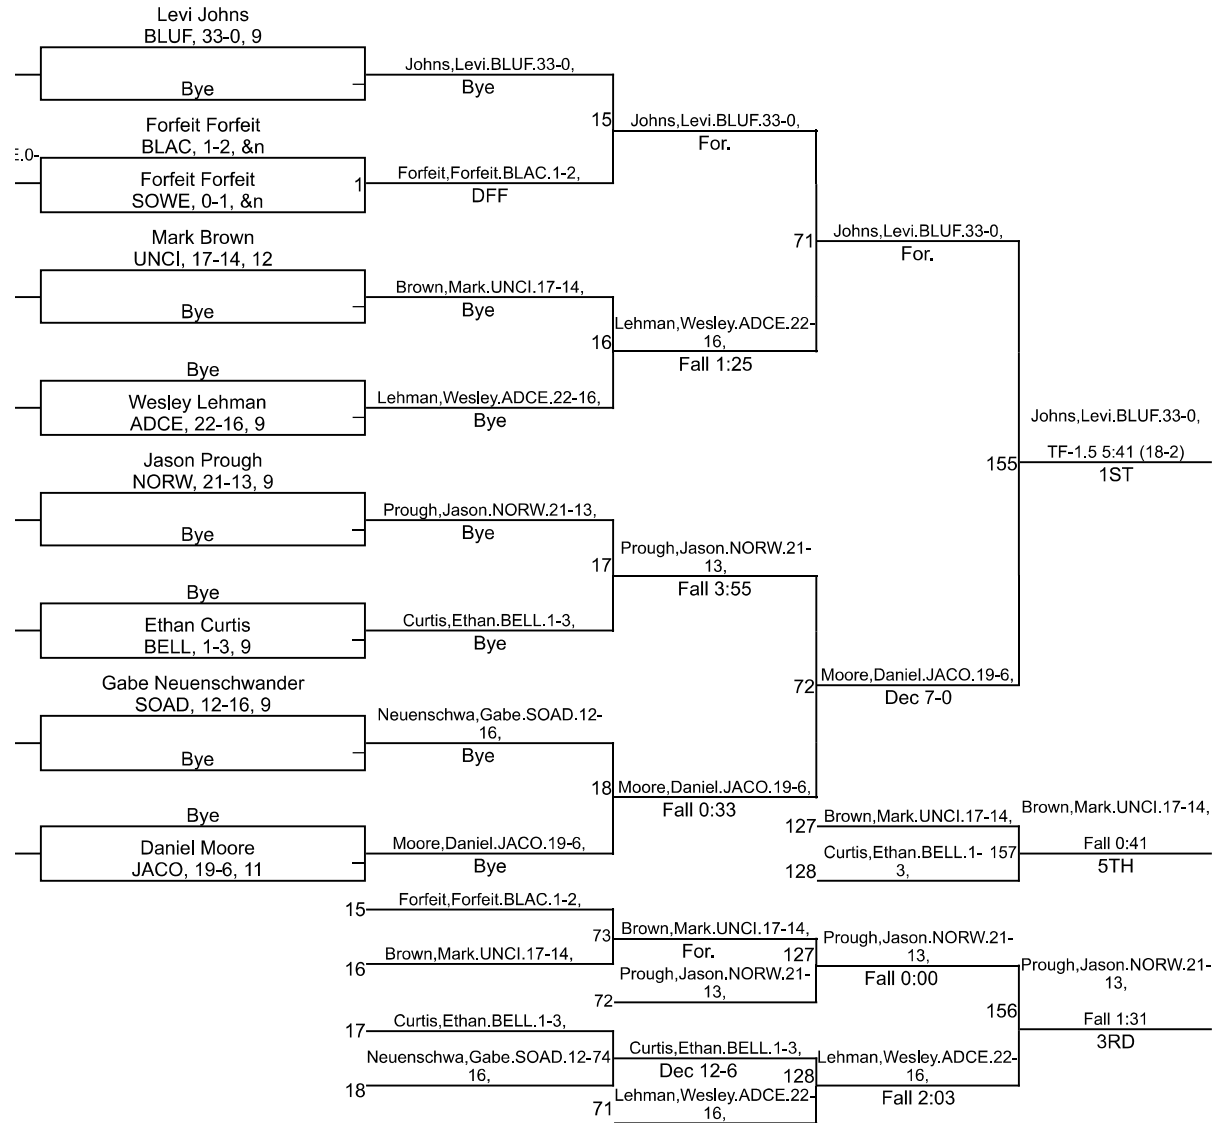 Levi Johns
BLUF, 33-0, 9
Johns,Levi.BLUF.33-0,
Bye
Bye
15
Johns,Levi.BLUF.33-0,
For.
Forfeit Forfeit
BLAC, 1-2, &n
E.0-
Forfeit Forfeit
SOWE, 0-1, &n
1
Forfeit,Forfeit.BLAC.1-2,
DFF
71
Johns,Levi.BLUF.33-0,
For.
Mark Brown
UNCI, 17-14, 12
Brown,Mark.UNCI.17-14,
Bye
Bye
16
Lehman,Wesley.ADCE.22-
16,
Fall 1:25
Bye
Wesley Lehman
ADCE, 22-16, 9
Lehman,Wesley.ADCE.22-16,
Bye
155
Johns,Levi.BLUF.33-0,
TF-1.5 5:41 (18-2)
1ST
Jason Prough
NORW, 21-13, 9
Prough,Jason.NORW.21-13,
Bye
Bye
17
Prough,Jason.NORW.21-
13,
Fall 3:55
Bye
Ethan Curtis
BELL, 1-3, 9
Curtis,Ethan.BELL.1-3,
Bye
72
Moore,Daniel.JACO.19-6,
Dec 7-0
Gabe Neuenschwander
SOAD, 12-16, 9
Neuenschwa,Gabe.SOAD.12-
16,
Bye
Bye
18
Moore,Daniel.JACO.19-6,
Fall 0:33
Bye
Daniel Moore
JACO, 19-6, 11
Moore,Daniel.JACO.19-6,
Bye
127
Brown,Mark.UNCI.17-14,
128
Curtis,Ethan.BELL.1-
3,
157
Brown,Mark.UNCI.17-14,
Fall 0:41
5TH
15
Forfeit,Forfeit.BLAC.1-2,
16
Brown,Mark.UNCI.17-14,
73
Brown,Mark.UNCI.17-14,
For.
72
Prough,Jason.NORW.21-
13,
127
Prough,Jason.NORW.21-
13,
Fall 0:00
17
Curtis,Ethan.BELL.1-3,
18
Neuenschwa,Gabe.SOAD.12-
16,
74
Curtis,Ethan.BELL.1-3,
Dec 12-6
71
Lehman,Wesley.ADCE.22-
16,
128
Lehman,Wesley.ADCE.22-
16,
Fall 2:03
156
Prough,Jason.NORW.21-
13,
Fall 1:31
3RD